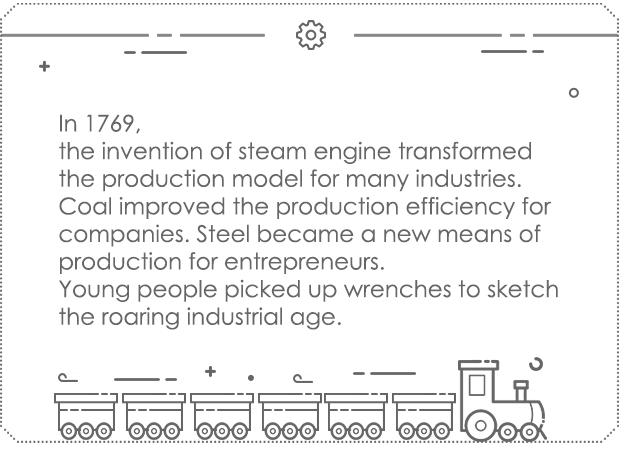 In 1769,
the invention of steam engine transformed
the production model for many industries.
Coal improved the production efficiency for
companies. Steel became a new means of
production for entrepreneurs.
Young people picked up wrenches to sketch
the roaring industrial age.